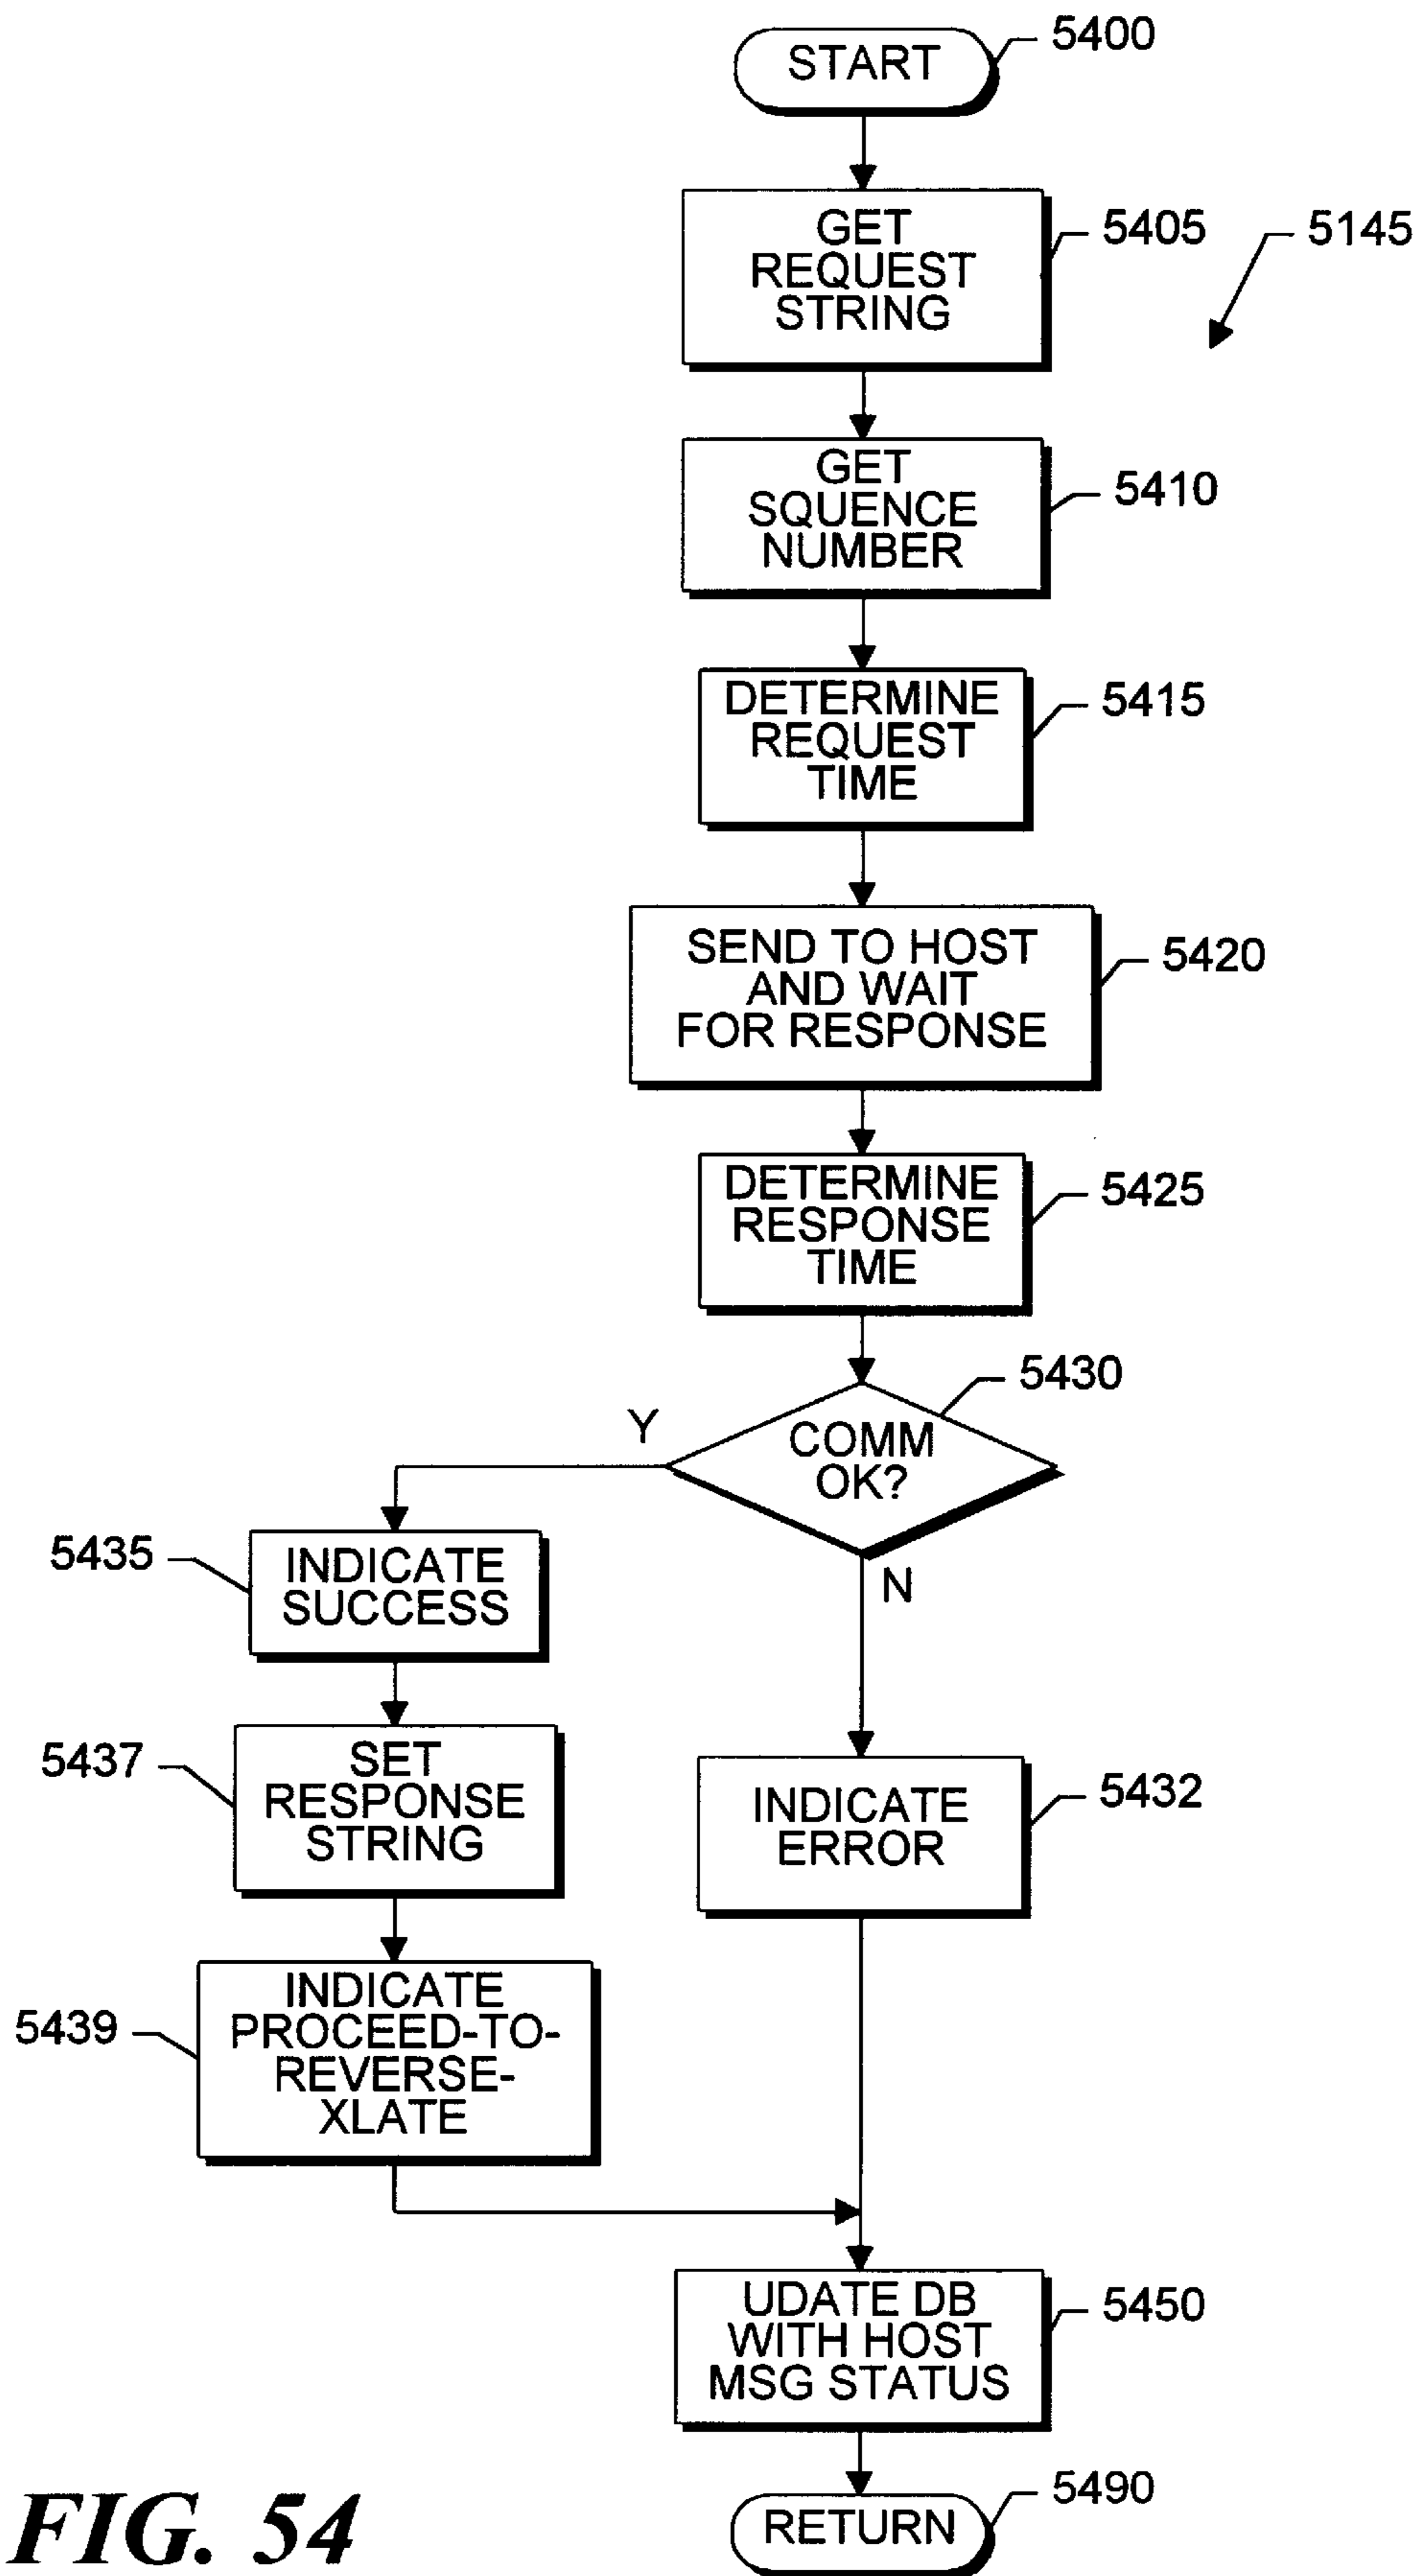 START
5400
GET
REQUEST
STRING
5405
5145
GET
SQUENCE
NUMBER
5410
DETERMINE
REQUEST
TIME
5415
SEND TO HOST
AND WAIT
FOR RESPONSE
5420
DETERMINE
RESPONSE
TIME
5425
COMM
OK?
5430
Y
N
5435
INDICATE
SUCCESS
5437
SET
RESPONSE
STRING
INDICATE
ERROR
5432
5439
INDICATE
PROCEED-TO-
REVERSE-
XLATE
UDATE DB
WITH HOST
MSG STATUS
5450
RETURN
5490
FIG. 54